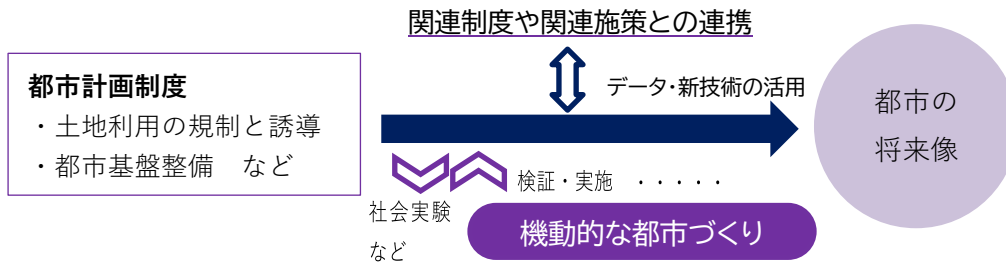 関連制度や関連施策との連携
都市計画制度
・土地利用の規制と誘導
・都市基盤整備　など
データ・新技術の活用
都市の
将来像
検証・実施　・・・・・
社会実験
など
機動的な都市づくり